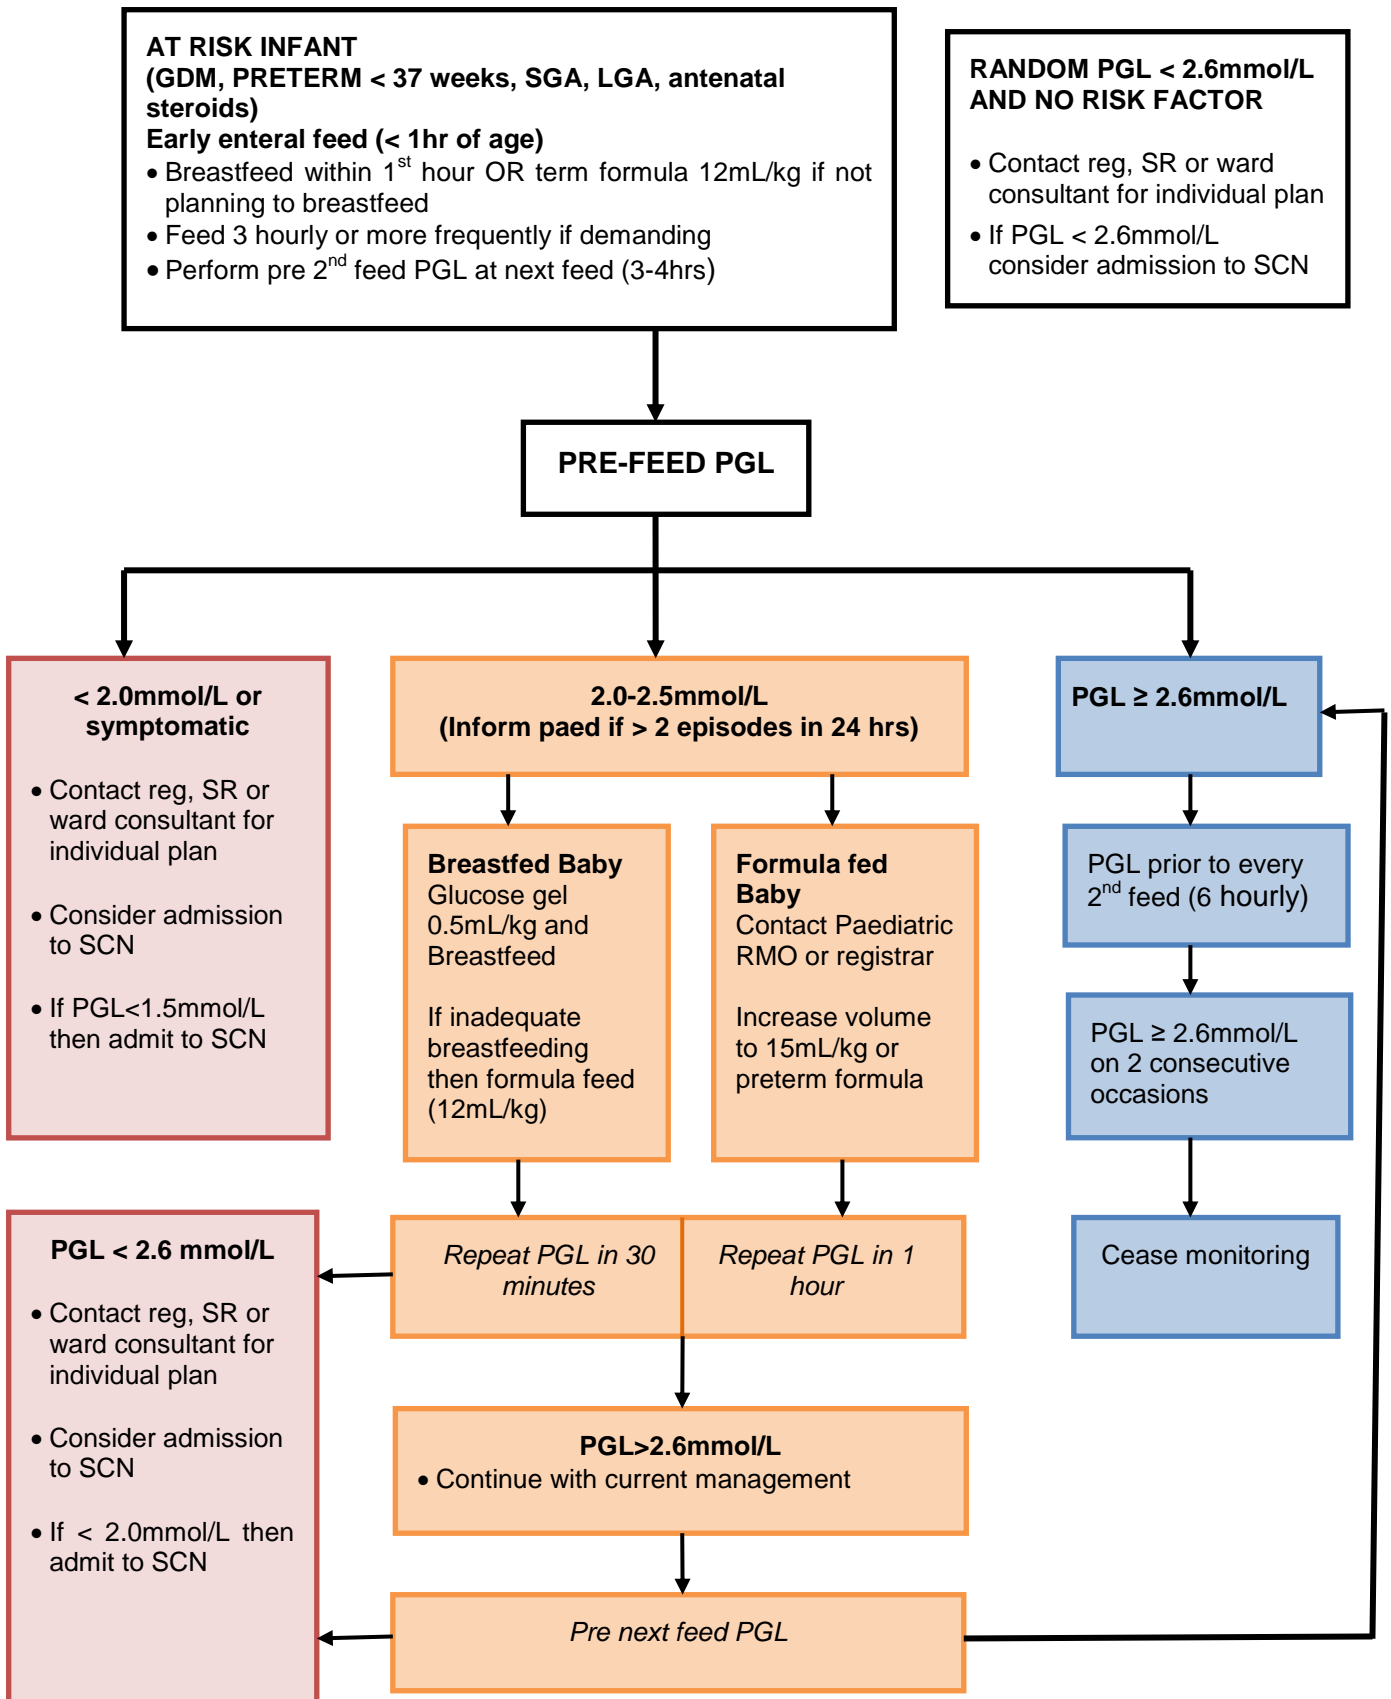 AT RISK INFANT
(GDM, PRETERM < 37 weeks, SGA, LGA, antenatal
steroids)
Early enteral feed (< 1hr of age)
• Breastfeed within 1st hour OR term formula 12mL/kg if not
planning to breastfeed
• Feed 3 hourly or more frequently if demanding
• Perform pre 2nd feed PGL at next feed (3-4hrs)
RANDOM PGL < 2.6mmol/L
AND NO RISK FACTOR
• Contact reg, SR or ward
consultant for individual plan
• If PGL < 2.6mmol/L
consider admission to SCN
PRE-FEED PGL
< 2.0mmol/L or
symptomatic
• Contact reg, SR or
ward consultant for
individual plan
• Consider admission
to SCN
• If PGL<1.5mmol/L
then admit to SCN
2.0-2.5mmol/L
(Inform paed if > 2 episodes in 24 hrs)
Breastfed Baby
Glucose gel
0.5mL/kg and
Breastfeed
If inadequate
breastfeeding
then formula feed
(12mL/kg)
Formula fed
Baby
Contact Paediatric
RMO or registrar
Increase volume
to 15mL/kg or
preterm formula
PGL ≥ 2.6mmol/L
PGL prior to every
2nd feed (6 hourly)
PGL ≥ 2.6mmol/L
on 2 consecutive
occasions
Cease monitoring
PGL < 2.6 mmol/L
• Contact reg, SR or
ward consultant for
individual plan
• Consider admission
to SCN
• If < 2.0mmol/L then
admit to SCN
Repeat PGL in 30
minutes
Repeat PGL in 1
hour
PGL>2.6mmol/L
• Continue with current management
Pre next feed PGL